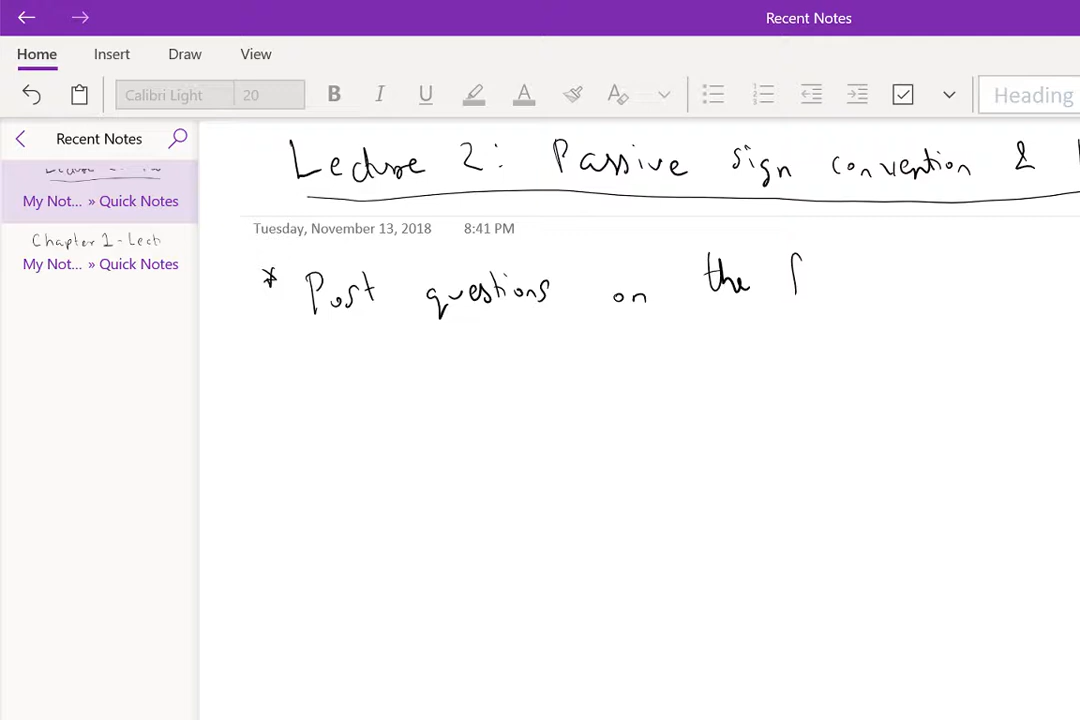 Recent Notes
Home Insert Draw View
Calibri Light 20 B I U A A Heading
Recent Notes
My Not... » Quick Notes
Chapter 1 - Lect
My Not... » Quick Notes
Lecture 2: Passive sign convention &
Tuesday, November 13, 2018 8:41 PM
* Post questions on the